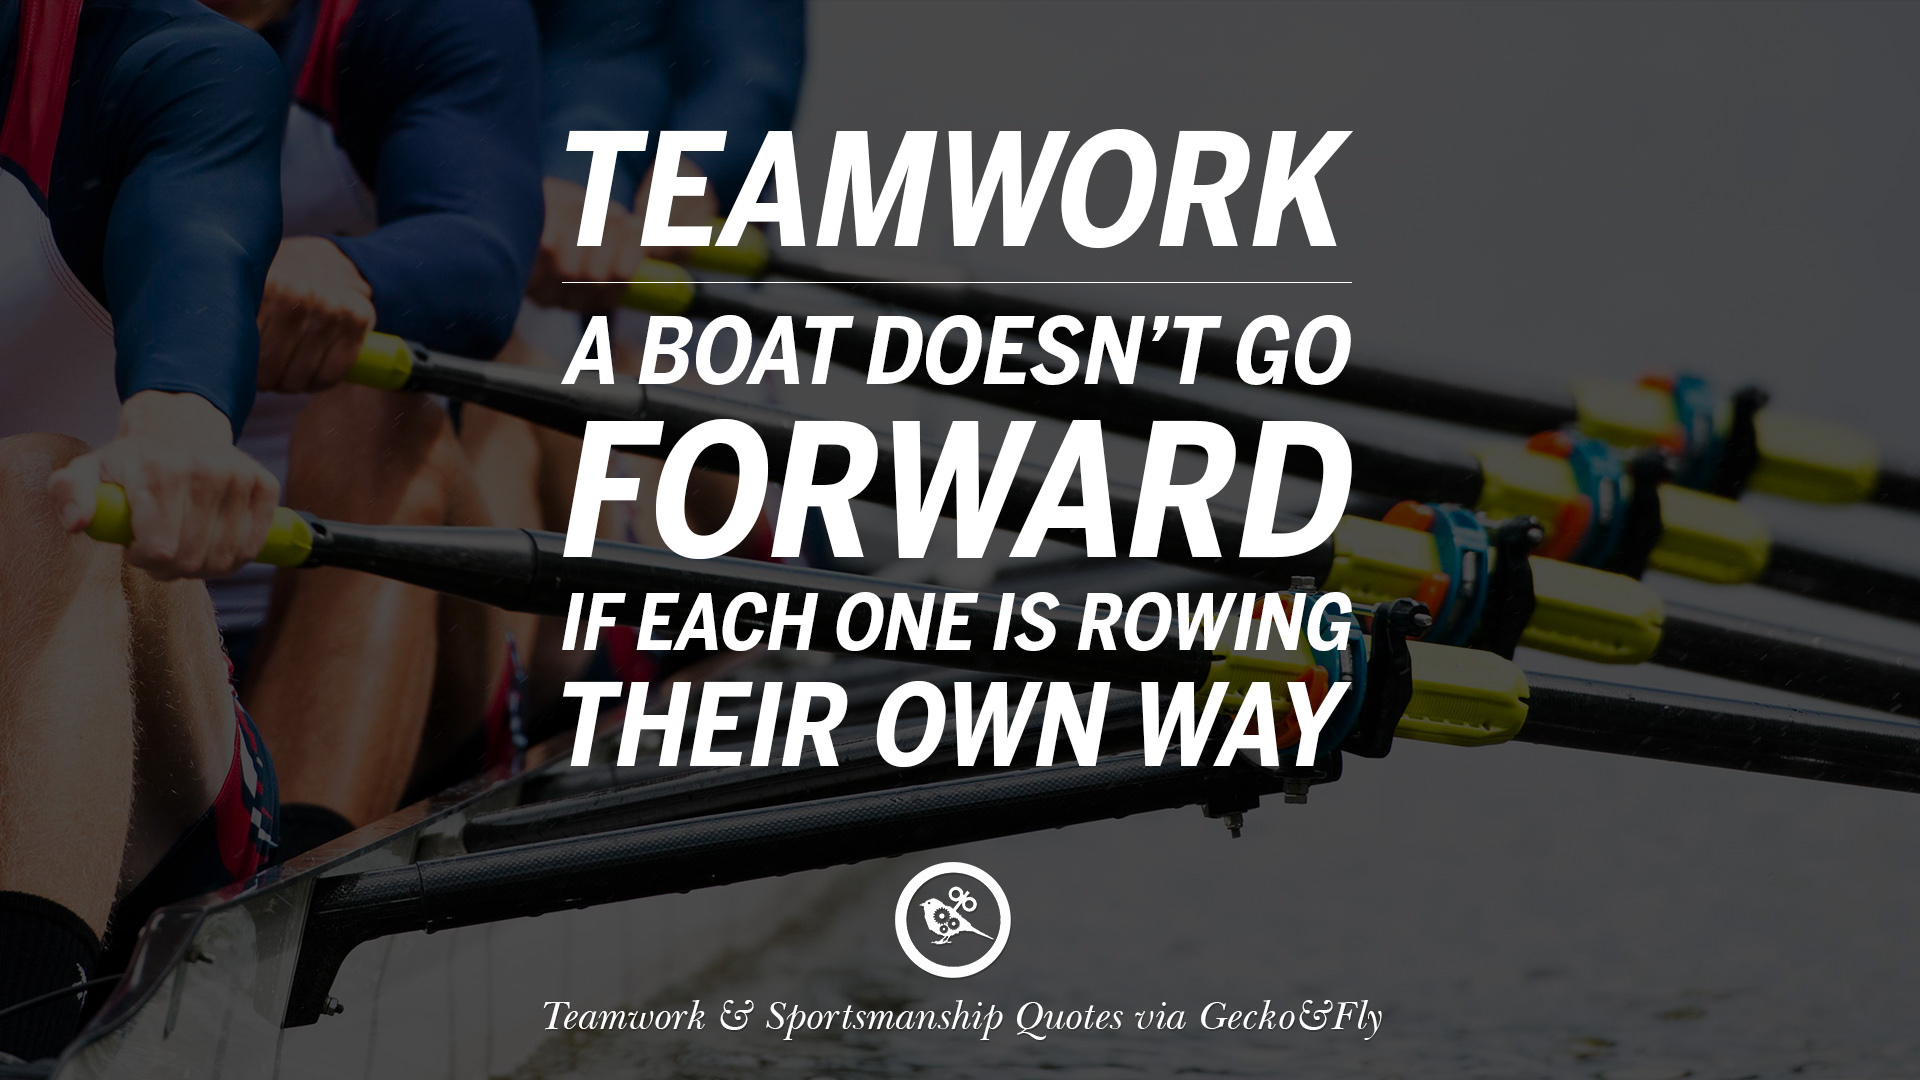 TEAMWORK
A BOAT DOESN’T GO
FORWARD
IF EACH ONE IS ROWING
THEIR OWN WAY
Teamwork & Sportsmanship Quotes via Gecko&Fly